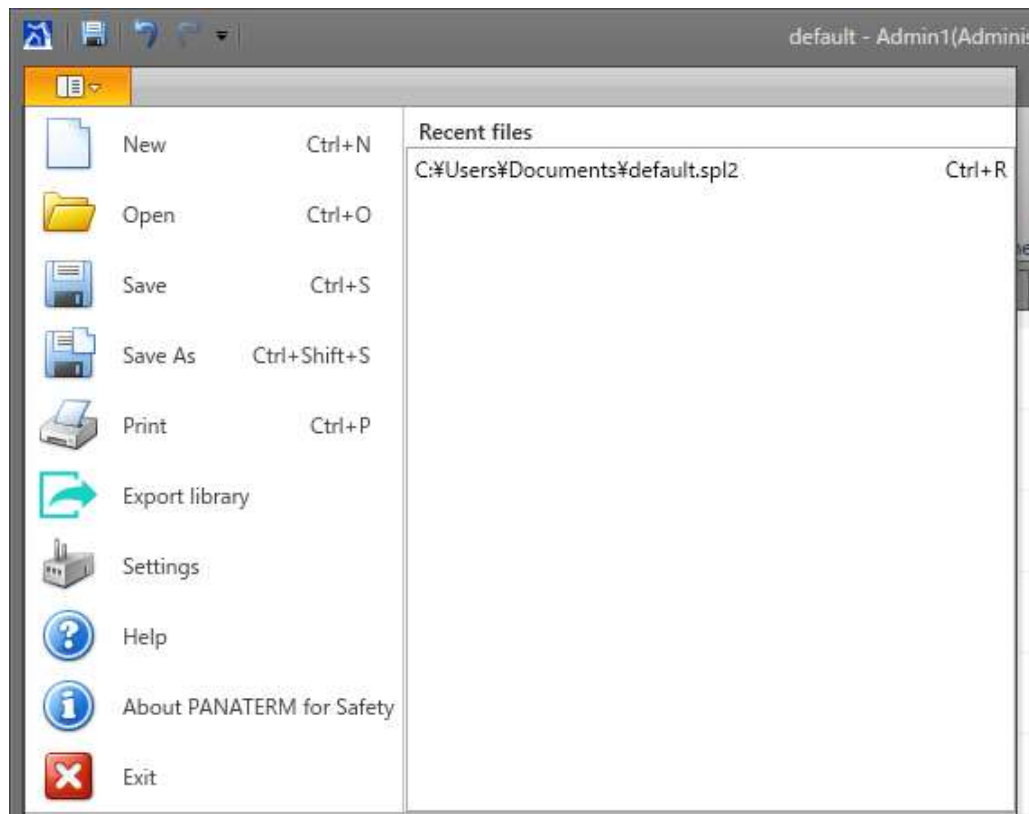 default - Admin1(Adminis
New Ctrl+N
Open Ctrl+O
Save Ctrl+S
Save As Ctrl+Shift+S
Print Ctrl+P
Export library
Settings
Help
About PANATERM for Safety
Exit
Recent files
C:¥Users¥Documents¥default.spl2 Ctrl+R